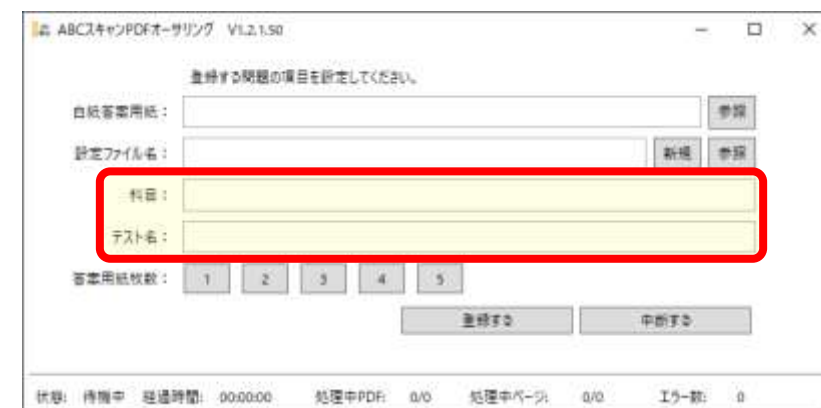 ABCスキャンPDFオーサリング V1.2.1.50
登録する問題の項目を設定してください。
白紙答案用紙： 参照
設定ファイル名： 新規 参照
科目：
テスト名：
答案用紙枚数： 1 2 3 4 5
登録する 中断する
状態: 待機中 経過時間: 00:00:00 処理中PDF: 0/0 処理中ページ: 0/0 エラー数: 0